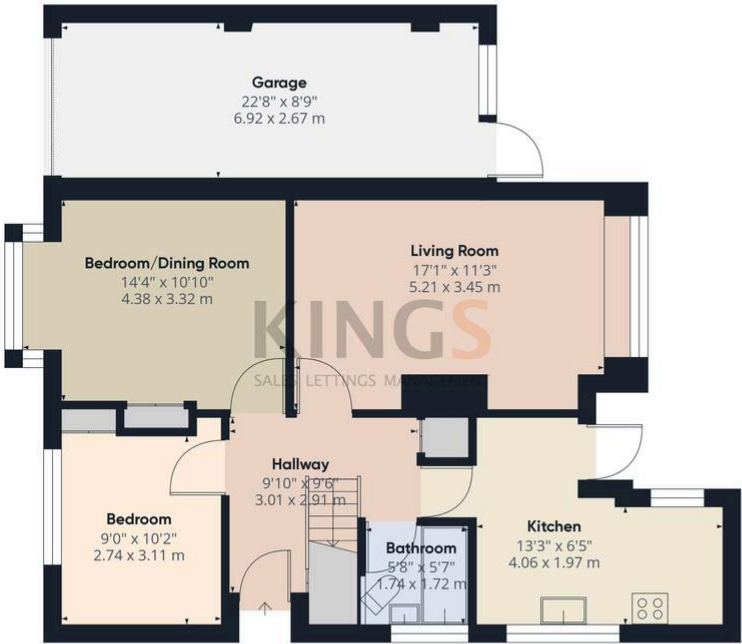 Garage
22'8" x 8'9"
6.92 x 2.67 m
Bedroom/Dining Room
14'4" x 10'10"
4.38 x 3.32 m
Living Room
17'1" x 11'3"
5.21 x 3.45 m
KINGS
SALES LETTINGS MANAGEMENT
Hallway
9'10" x 9'6"
3.01 x 2.91 m
Bedroom
9'0" x 10'2"
2.74 x 3.11 m
Bathroom
5'8" x 5'7"
1.74 x 1.72 m
Kitchen
13'3" x 6'5"
4.06 x 1.97 m